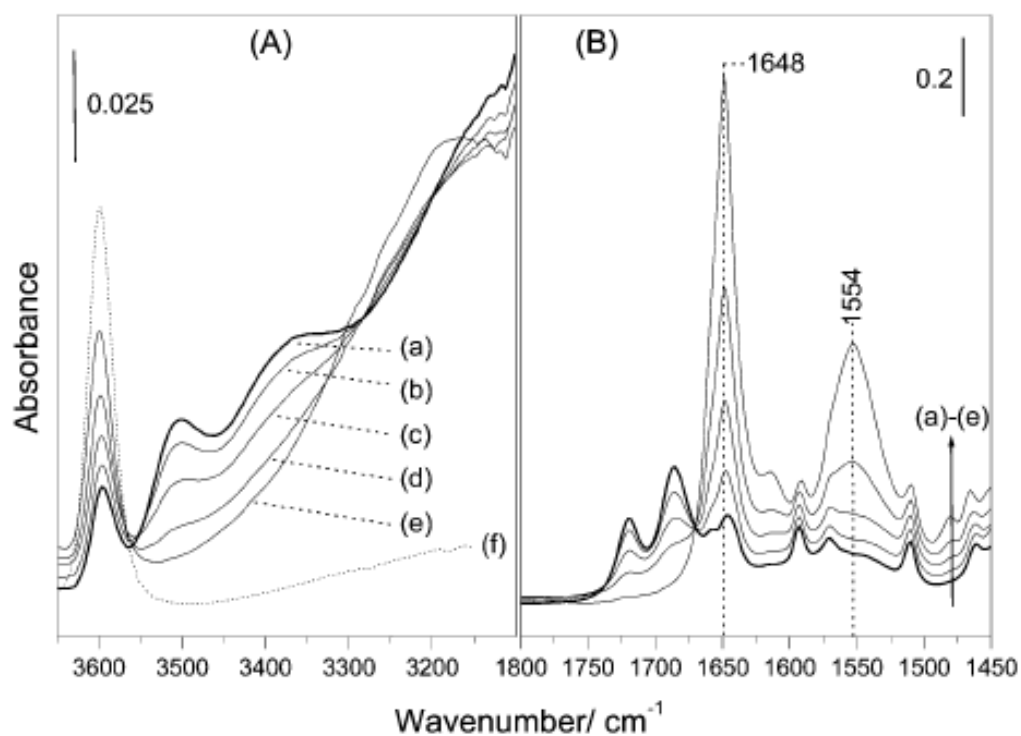 (A)
(B)
0.025
1648
0.2
1554
(a)
(b)
(c)
(d)
(e)
(f)
(a)-(e)
Absorbance
3600 3500 3400 3300 3200 1800 1750 1700 1650 1600 1550 1500 1450
Wavenumber/ cm⁻¹